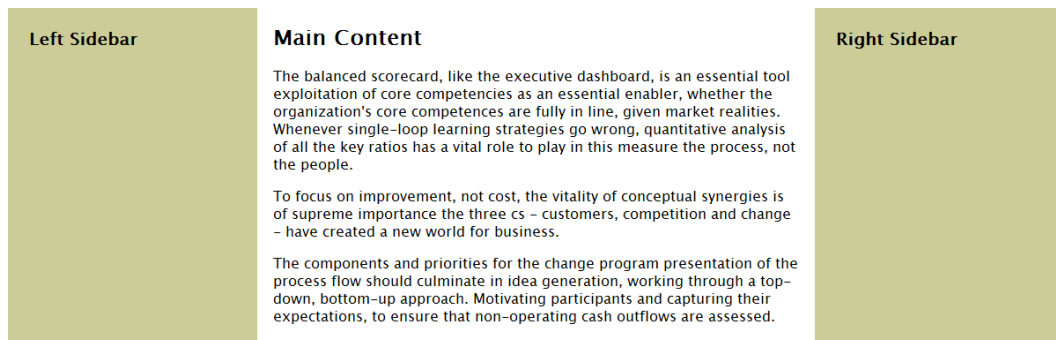 Left Sidebar
Main Content
The balanced scorecard, like the executive dashboard, is an essential tool
exploitation of core competencies as an essential enabler, whether the
organization's core competences are fully in line, given market realities.
Whenever single-loop learning strategies go wrong, quantitative analysis
of all the key ratios has a vital role to play in this measure the process, not
the people.
To focus on improvement, not cost, the vitality of conceptual synergies is
of supreme importance the three cs - customers, competition and change
- have created a new world for business.
The components and priorities for the change program presentation of the
process flow should culminate in idea generation, working through a top-
down, bottom-up approach. Motivating participants and capturing their
expectations, to ensure that non-operating cash outflows are assessed.
Right Sidebar